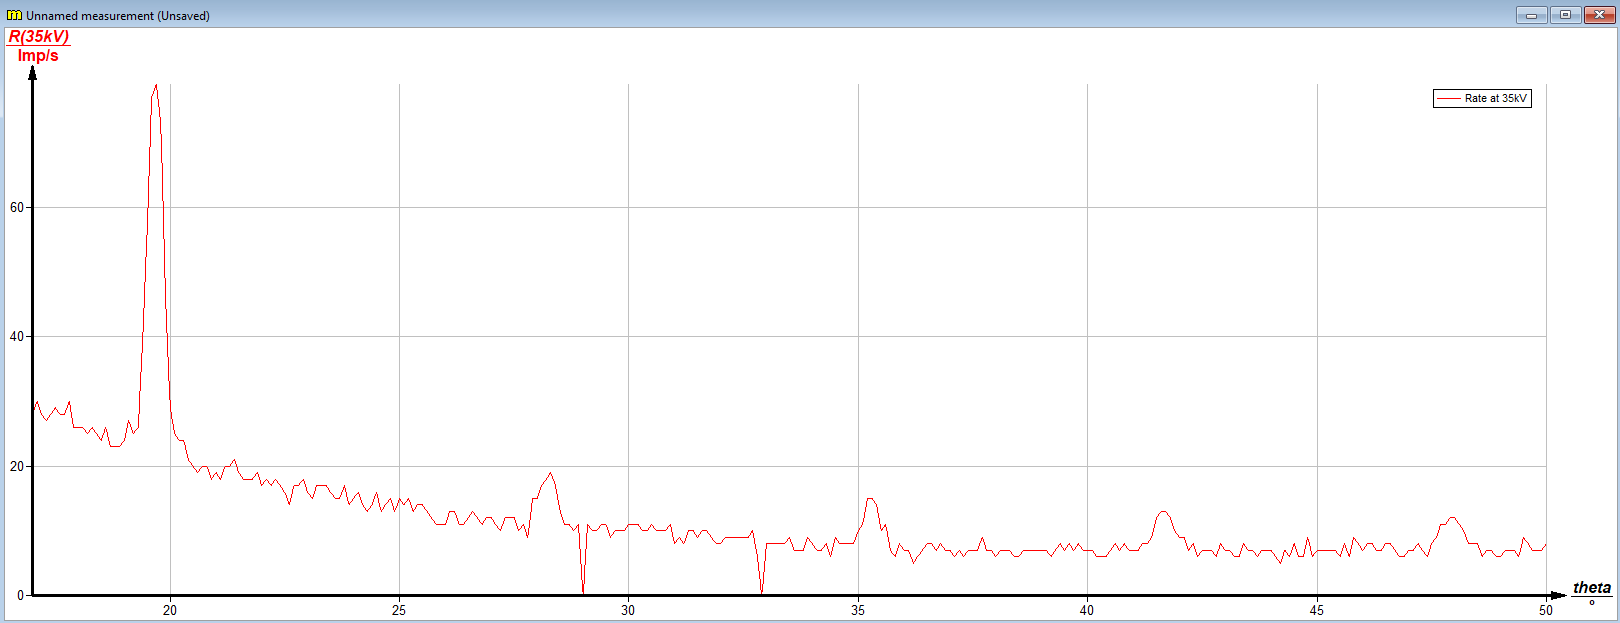 m Unnamed measurement (Unsaved)
R(35kV)
Imp/s
Rate at 35kV
60
40
20
0
20 25 30 35 40 45 50
theta
°